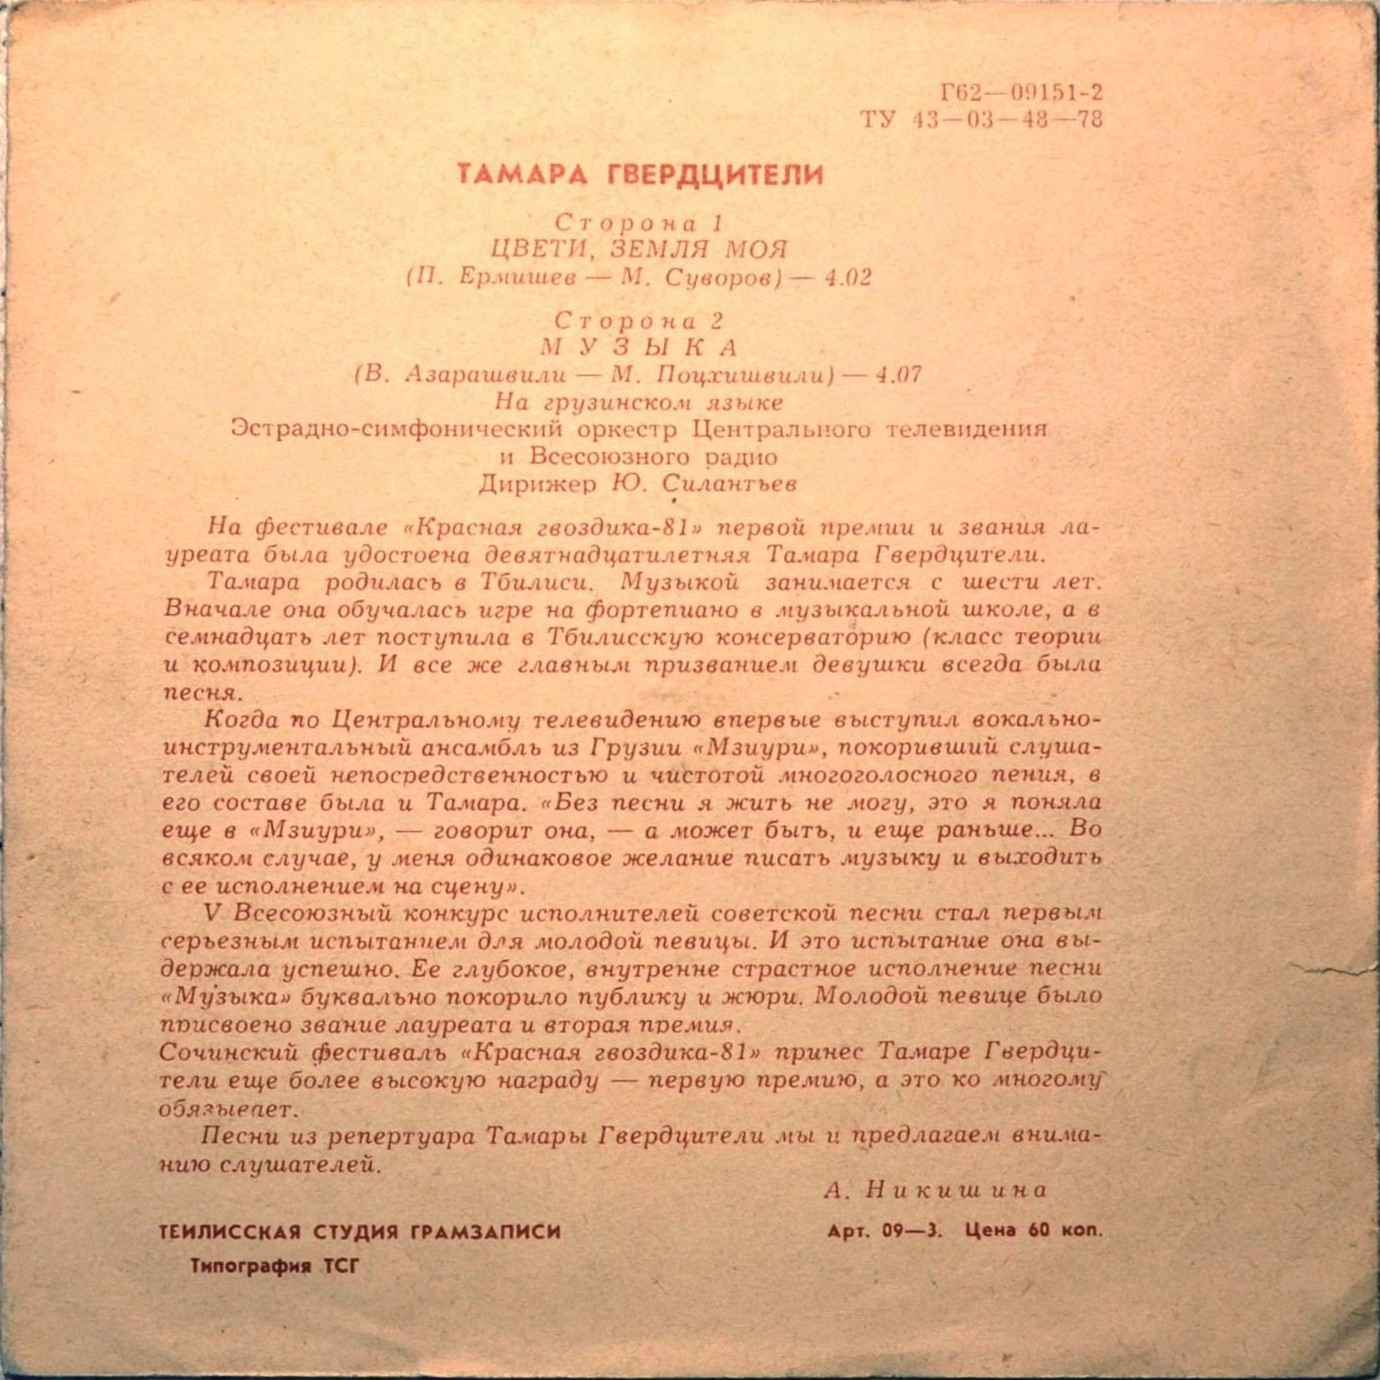 Г62—09151-2
ТУ 43—03—48—78
ТАМАРА ГВЕРДЦИТЕЛИ
Сторона 1
ЦВЕТИ, ЗЕМЛЯ МОЯ
(П. Ермишев — М. Суворов) — 4.02
Сторона 2
МУЗЫКА
(В. Азарашвили — М. Поцхишвили) — 4.07
На грузинском языке
Эстрадно-симфонический оркестр Центрального телевидения
и Всесоюзного радио
Дирижер Ю. Силантьев
На фестивале «Красная гвоздика-81» первой премии и звания ла-
уреата была удостоена девятнадцатилетняя Тамара Гвердцители.
Тамара родилась в Тбилиси. Музыкой занимается с шести лет.
Вначале она обучалась игре на фортепиано в музыкальной школе, а в
семнадцать лет поступила в Тбилисскую консерваторию (класс теории
и композиции). И все же главным призванием девушки всегда была
песня.
Когда по Центральному телевидению впервые выступил вокально-
инструментальный ансамбль из Грузии «Мзиури», покоривший слуша-
телей своей непосредственностью и чистотой многоголосного пения, в
его составе была и Тамара. «Без песни я жить не могу, это я поняла
еще в «Мзиури», — говорит она, — а может быть, и еще раньше... Во
всяком случае, у меня одинаковое желание писать музыку и выходить
с ее исполнением на сцену».
V Всесоюзный конкурс исполнителей советской песни стал первым
серьезным испытанием для молодой певицы. И это испытание она вы-
держала успешно. Ее глубокое, внутренне страстное исполнение песни
«Музыка» буквально покорило публику и жюри. Молодой певице было
присвоено звание лауреата и вторая премия.
Сочинский фестиваль «Красная гвоздика-81» принес Тамаре Гвердци-
тели еще более высокую награду — первую премию, а это ко многому
обязывает.
Песни из репертуара Тамары Гвердцители мы и предлагаем внима-
нию слушателей.
А. Никишина
ТБИЛИССКАЯ СТУДИЯ ГРАМЗАПИСИ
Арт. 09—3. Цена 60 коп.
Типография ТСГ